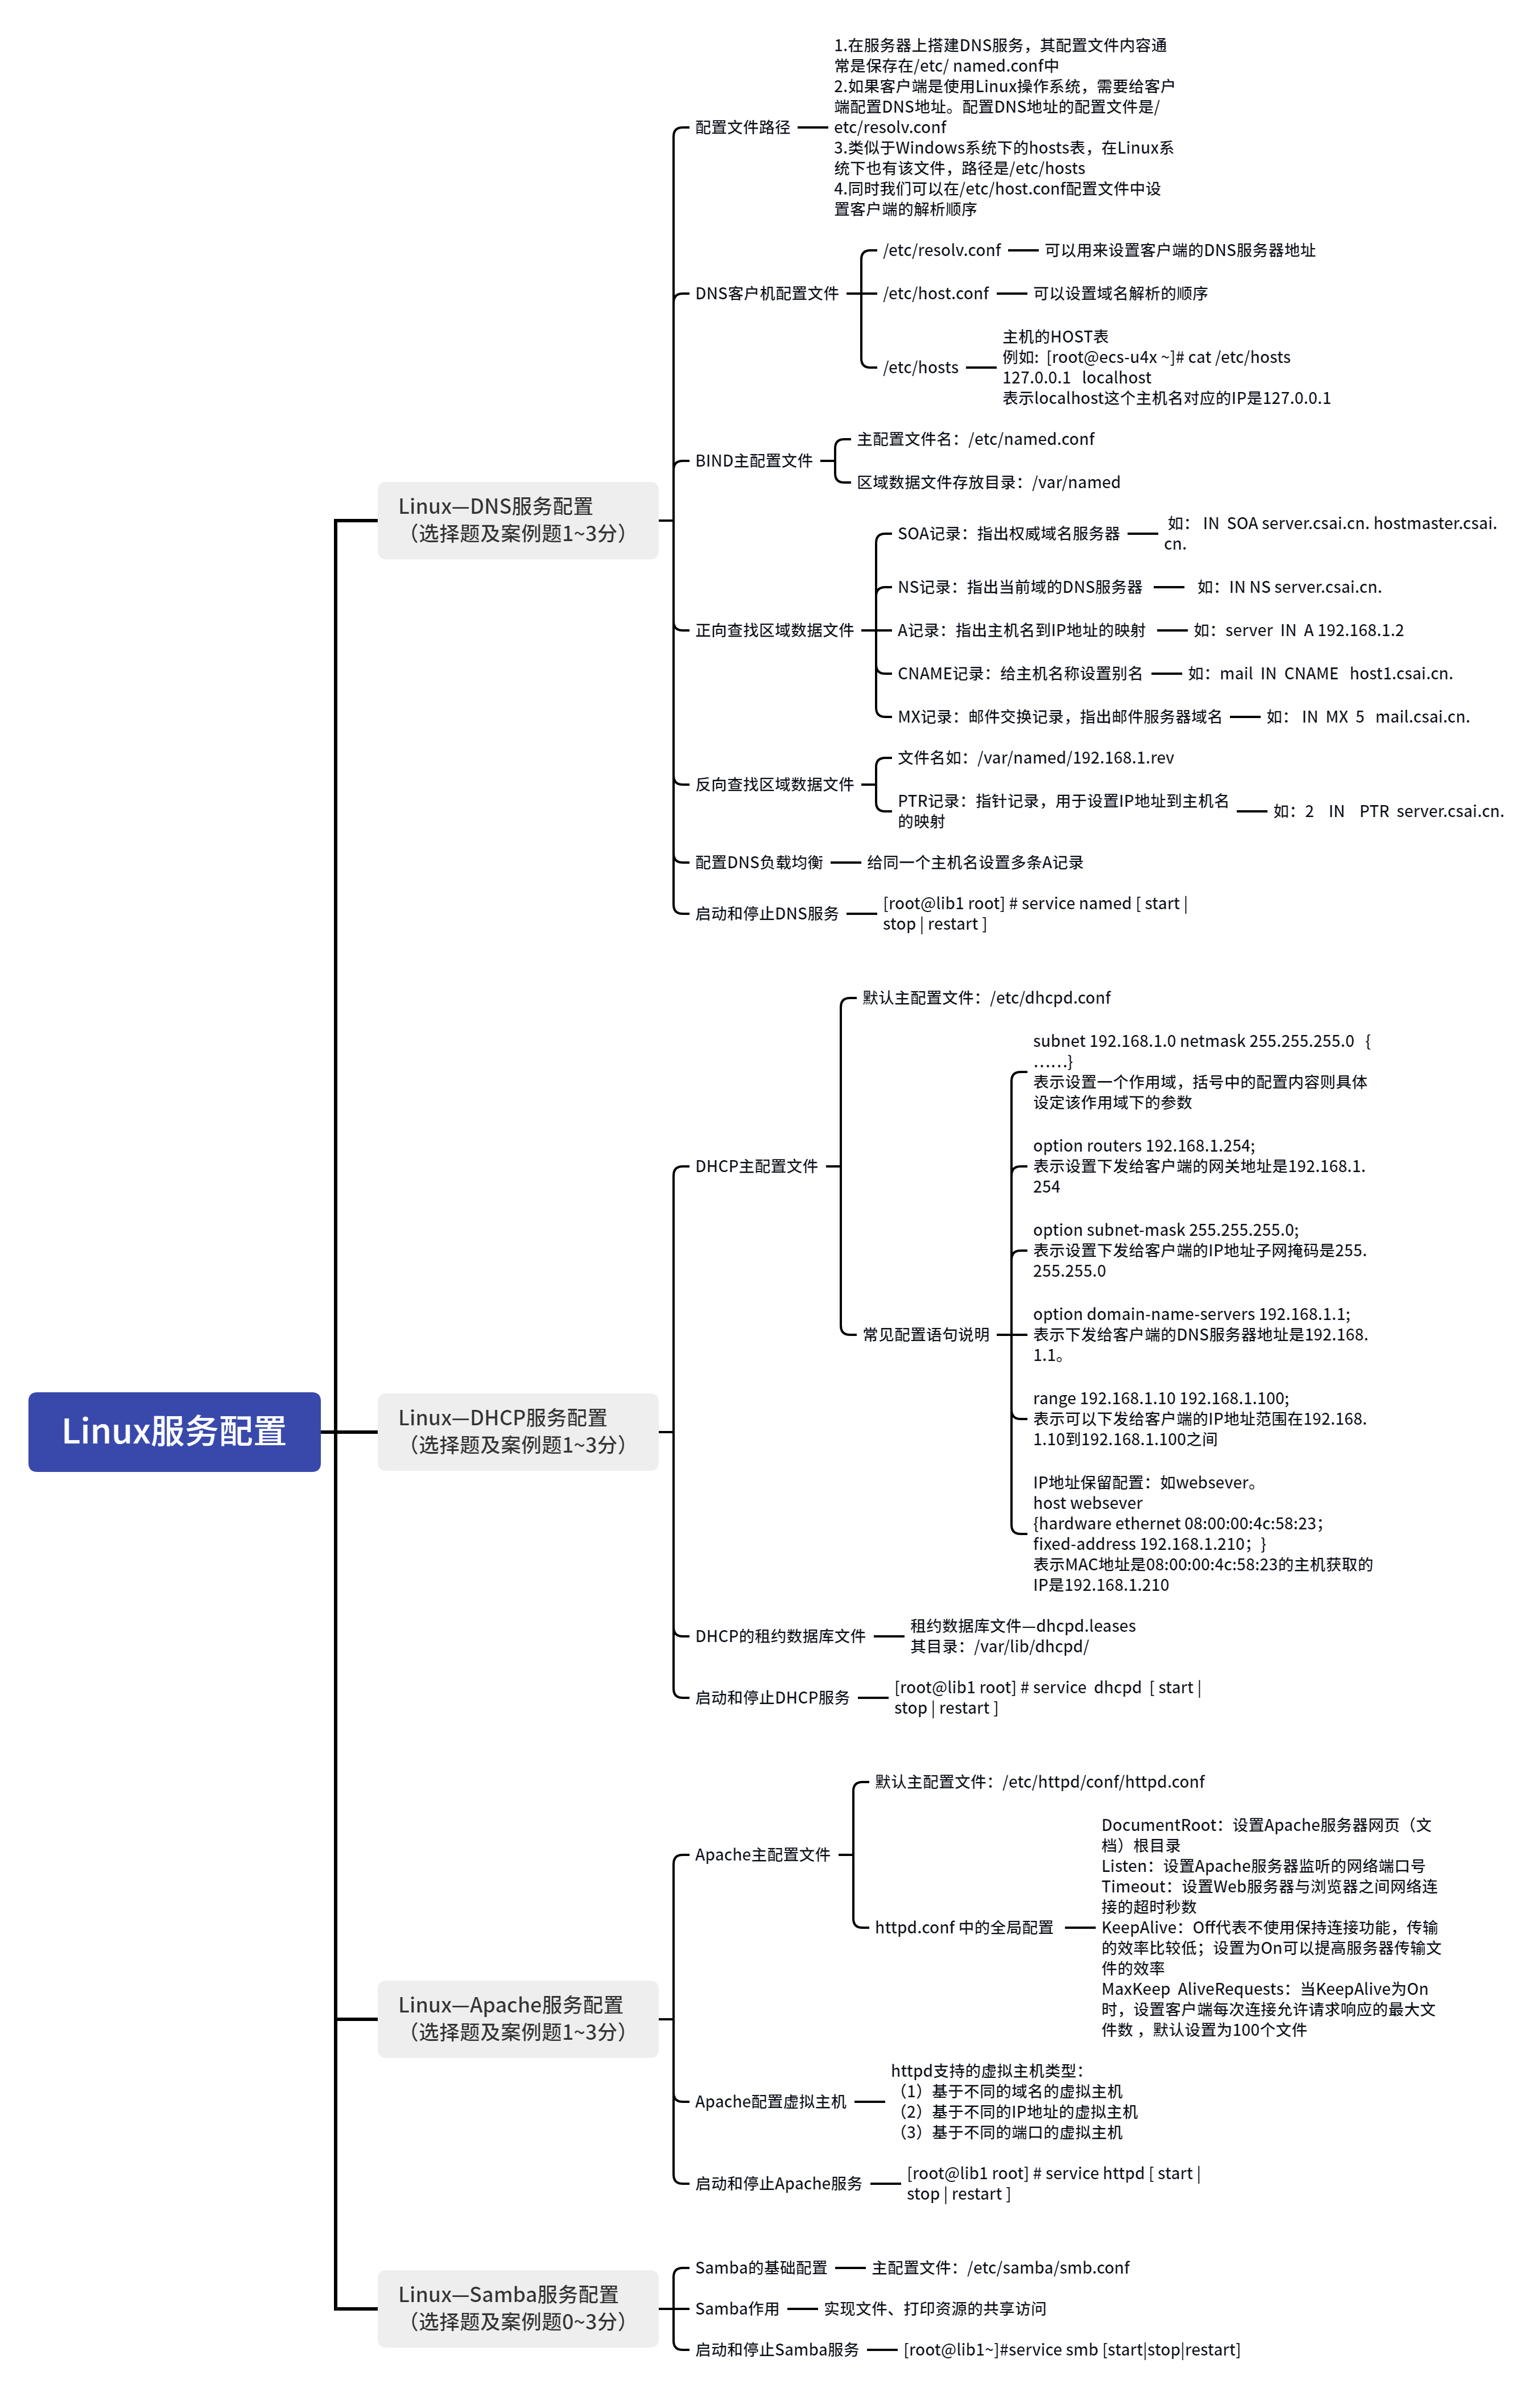 Linux服务配置
Linux—DNS服务配置
（选择题及案例题1~3分）
配置文件路径
1.在服务器上搭建DNS服务，其配置文件内容通
常是保存在/etc/ named.conf中
2.如果客户端是使用Linux操作系统，需要给客户
端配置DNS地址。配置DNS地址的配置文件是/
etc/resolv.conf
3.类似于Windows系统下的hosts表，在Linux系
统下也有该文件，路径是/etc/hosts
4.同时我们可以在/etc/host.conf配置文件中设
置客户端的解析顺序
DNS客户机配置文件
/etc/resolv.conf
可以用来设置客户端的DNS服务器地址
/etc/host.conf
可以设置域名解析的顺序
/etc/hosts
主机的HOST表
例如:  [root@ecs-u4x ~]# cat /etc/hosts
127.0.0.1   localhost
表示localhost这个主机名对应的IP是127.0.0.1
BIND主配置文件
主配置文件名：/etc/named.conf
区域数据文件存放目录：/var/named
正向查找区域数据文件
SOA记录：指出权威域名服务器
如： IN  SOA server.csai.cn. hostmaster.csai.
cn.
NS记录：指出当前域的DNS服务器
如：IN NS server.csai.cn.
A记录：指出主机名到IP地址的映射
如：server  IN  A 192.168.1.2
CNAME记录：给主机名称设置别名
如：mail  IN  CNAME   host1.csai.cn.
MX记录：邮件交换记录，指出邮件服务器域名
如： IN  MX  5   mail.csai.cn.
反向查找区域数据文件
文件名如：/var/named/192.168.1.rev
PTR记录：指针记录，用于设置IP地址到主机名
的映射
如：2    IN    PTR  server.csai.cn.
配置DNS负载均衡
给同一个主机名设置多条A记录
启动和停止DNS服务
[root@lib1 root] # service named [ start |
stop | restart ]
Linux—DHCP服务配置
（选择题及案例题1~3分）
DHCP主配置文件
默认主配置文件：/etc/dhcpd.conf
常见配置语句说明
subnet 192.168.1.0 netmask 255.255.255.0   {
……}
表示设置一个作用域，括号中的配置内容则具体
设定该作用域下的参数
option routers 192.168.1.254;
表示设置下发给客户端的网关地址是192.168.1.
254
option subnet-mask 255.255.255.0;
表示设置下发给客户端的IP地址子网掩码是255.
255.255.0
option domain-name-servers 192.168.1.1;
表示下发给客户端的DNS服务器地址是192.168.
1.1。
range 192.168.1.10 192.168.1.100;
表示可以下发给客户端的IP地址范围在192.168.
1.10到192.168.1.100之间
IP地址保留配置：如websever。
host websever
{hardware ethernet 08:00:00:4c:58:23；
fixed-address 192.168.1.210；}
表示MAC地址是08:00:00:4c:58:23的主机获取的
IP是192.168.1.210
DHCP的租约数据库文件
租约数据库文件—dhcpd.leases
其目录：/var/lib/dhcpd/
启动和停止DHCP服务
[root@lib1 root] # service  dhcpd  [ start |
stop | restart ]
Linux—Apache服务配置
（选择题及案例题1~3分）
Apache主配置文件
默认主配置文件：/etc/httpd/conf/httpd.conf
httpd.conf 中的全局配置
DocumentRoot：设置Apache服务器网页（文
档）根目录
Listen：设置Apache服务器监听的网络端口号
Timeout：设置Web服务器与浏览器之间网络连
接的超时秒数
KeepAlive：Off代表不使用保持连接功能，传输
的效率比较低；设置为On可以提高服务器传输文
件的效率
MaxKeep  AliveRequests：当KeepAlive为On
时，设置客户端每次连接允许请求响应的最大文
件数 ，默认设置为100个文件
Apache配置虚拟主机
httpd支持的虚拟主机类型：
（1）基于不同的域名的虚拟主机
（2）基于不同的IP地址的虚拟主机
（3）基于不同的端口的虚拟主机
启动和停止Apache服务
[root@lib1 root] # service httpd [ start |
stop | restart ]
Linux—Samba服务配置
（选择题及案例题0~3分）
Samba的基础配置
主配置文件：/etc/samba/smb.conf
Samba作用
实现文件、打印资源的共享访问
启动和停止Samba服务
[root@lib1~]#service smb [start|stop|restart]